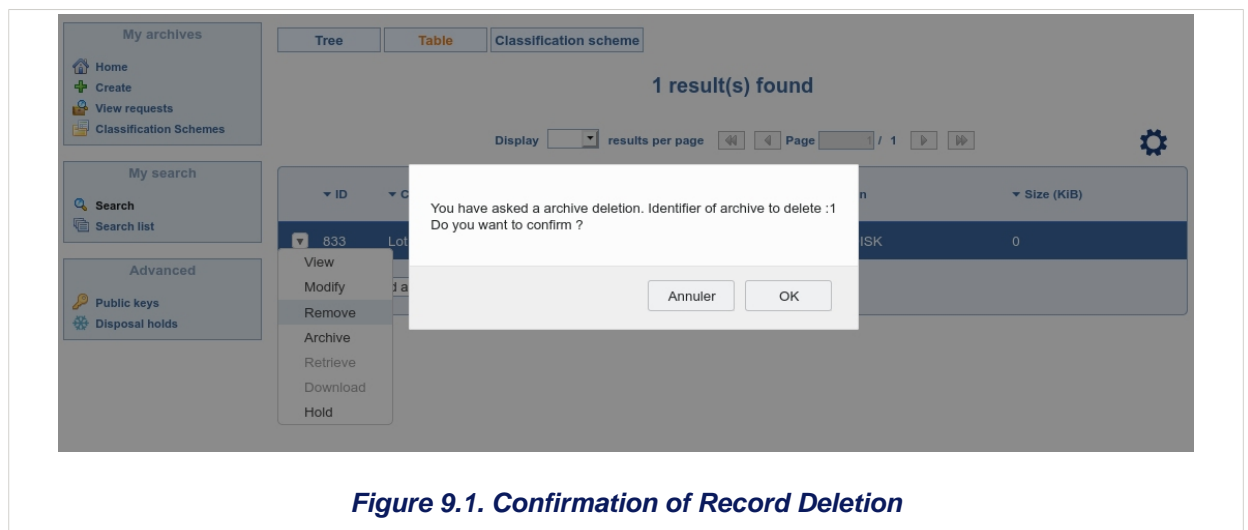 My archives
Home
Create
View requests
Classification Schemes
My search
Search
Search list
Advanced
Public keys
Disposal holds
Tree Table Classification scheme
1 result(s) found
Display results per page Page 1 / 1
ID C n Size (KiB)
833 Lot ISK 0
View
Modify d a
Remove
Archive
Retrieve
Download
Hold
You have asked a archive deletion. Identifier of archive to delete :1
Do you want to confirm ?
Annuler OK
Figure 9.1. Confirmation of Record Deletion